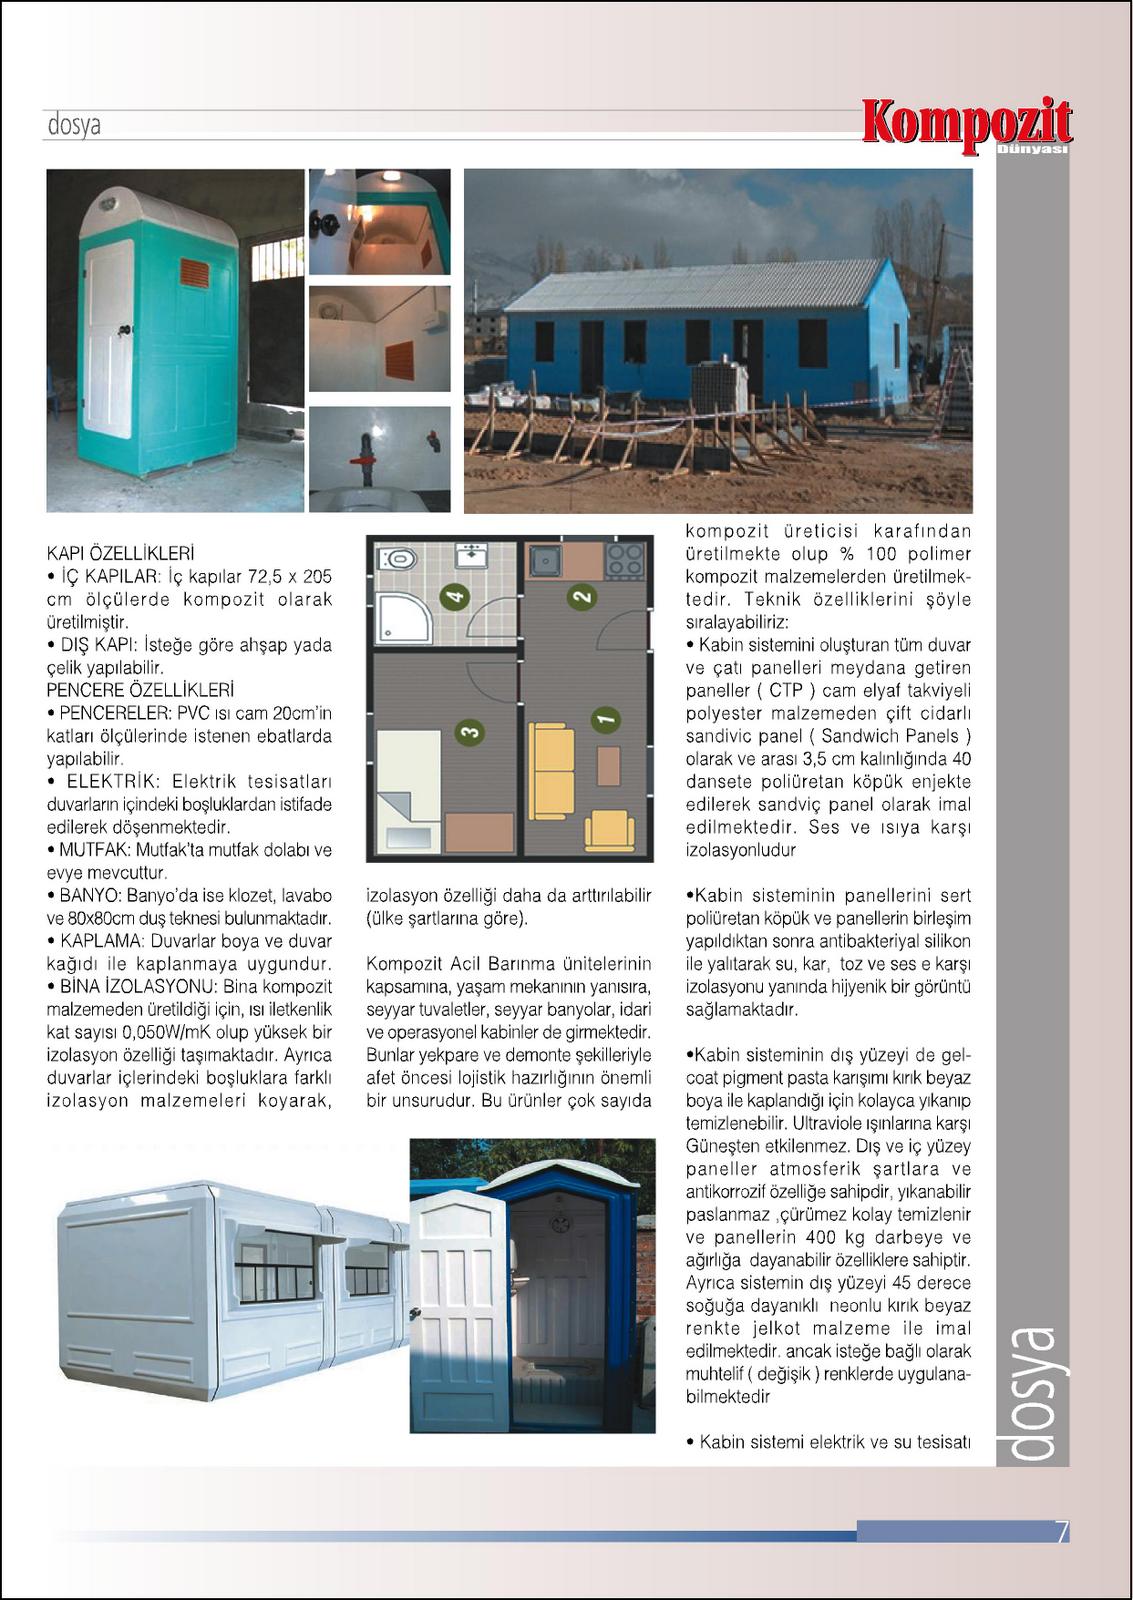 dosya
Kompozit
Dünyası
KAPI ÖZELLİKLERİ
• İÇ KAPILAR: İç kapılar 72,5 x 205
cm ölçülerde kompozit olarak
üretilmiştir.
• DIŞ KAPI: İsteğe göre ahşap yada
çelik yapılabilir.
PENCERE ÖZELLİKLERİ
• PENCERELER: PVC ısı cam 20cm'in
katları ölçülerinde istenen ebatlarda
yapılabilir.
• ELEKTRİK: Elektrik tesisatları
duvarların içindeki boşluklardan istifade
edilerek döşenmektedir.
• MUTFAK: Mutfak'ta mutfak dolabı ve
evye mevcuttur.
• BANYO: Banyo'da ise klozet, lavabo
ve 80x80cm duş teknesi bulunmaktadır.
• KAPLAMA: Duvarlar boya ve duvar
kağıdı ile kaplanmaya uygundur.
• BİNA İZOLASYONU: Bina kompozit
malzemeden üretildiği için, ısı iletkenlik
kat sayısı 0,050W/mK olup yüksek bir
izolasyon özelliği taşımaktadır. Ayrıca
duvarlar içlerindeki boşluklara farklı
izolasyon malzemeleri koyarak,
4
2
3
1
izolasyon özelliği daha da arttırılabilir
(ülke şartlarına göre).
Kompozit Acil Barınma ünitelerinin
kapsamına, yaşam mekanının yanısıra,
seyyar tuvaletler, seyyar banyolar, idari
ve operasyonel kabinler de girmektedir.
Bunlar yekpare ve demonte şekilleriyle
afet öncesi lojistik hazırlığının önemli
bir unsurudur. Bu ürünler çok sayıda
kompozit üreticisi karafından
üretilmekte olup % 100 polimer
kompozit malzemelerden üretilmek-
tedir. Teknik özelliklerini şöyle
sıralayabiliriz:
• Kabin sistemini oluşturan tüm duvar
ve çatı panelleri meydana getiren
paneller ( CTP ) cam elyaf takviyeli
polyester malzemeden çift cidarlı
sandivic panel ( Sandwich Panels )
olarak ve arası 3,5 cm kalınlığında 40
dansete poliüretan köpük enjekte
edilerek sandviç panel olarak imal
edilmektedir. Ses ve ısıya karşı
izolasyonludur
•Kabin sisteminin panellerini sert
poliüretan köpük ve panellerin birleşim
yapıldıktan sonra antibakteriyal silikon
ile yalıtarak su, kar, toz ve ses e karşı
izolasyonu yanında hijyenik bir görüntü
sağlamaktadır.
•Kabin sisteminin dış yüzeyi de gel-
coat pigment pasta karışımı kırık beyaz
boya ile kaplandığı için kolayca yıkanıp
temizlenebilir. Ultraviole ışınlarına karşı
Güneşten etkilenmez. Dış ve iç yüzey
paneller atmosferik şartlara ve
antikorrozif özelliğe sahipdir, yıkanabilir
paslanmaz ,çürümez kolay temizlenir
ve panellerin 400 kg darbeye ve
ağırlığa dayanabilir özelliklere sahiptir.
Ayrıca sistemin dış yüzeyi 45 derece
soğuğa dayanıklı neonlu kırık beyaz
renkte jelkot malzeme ile imal
edilmektedir. ancak isteğe bağlı olarak
muhtelif ( değişik ) renklerde uygulana-
bilmektedir
• Kabin sistemi elektrik ve su tesisatı
dosya
7